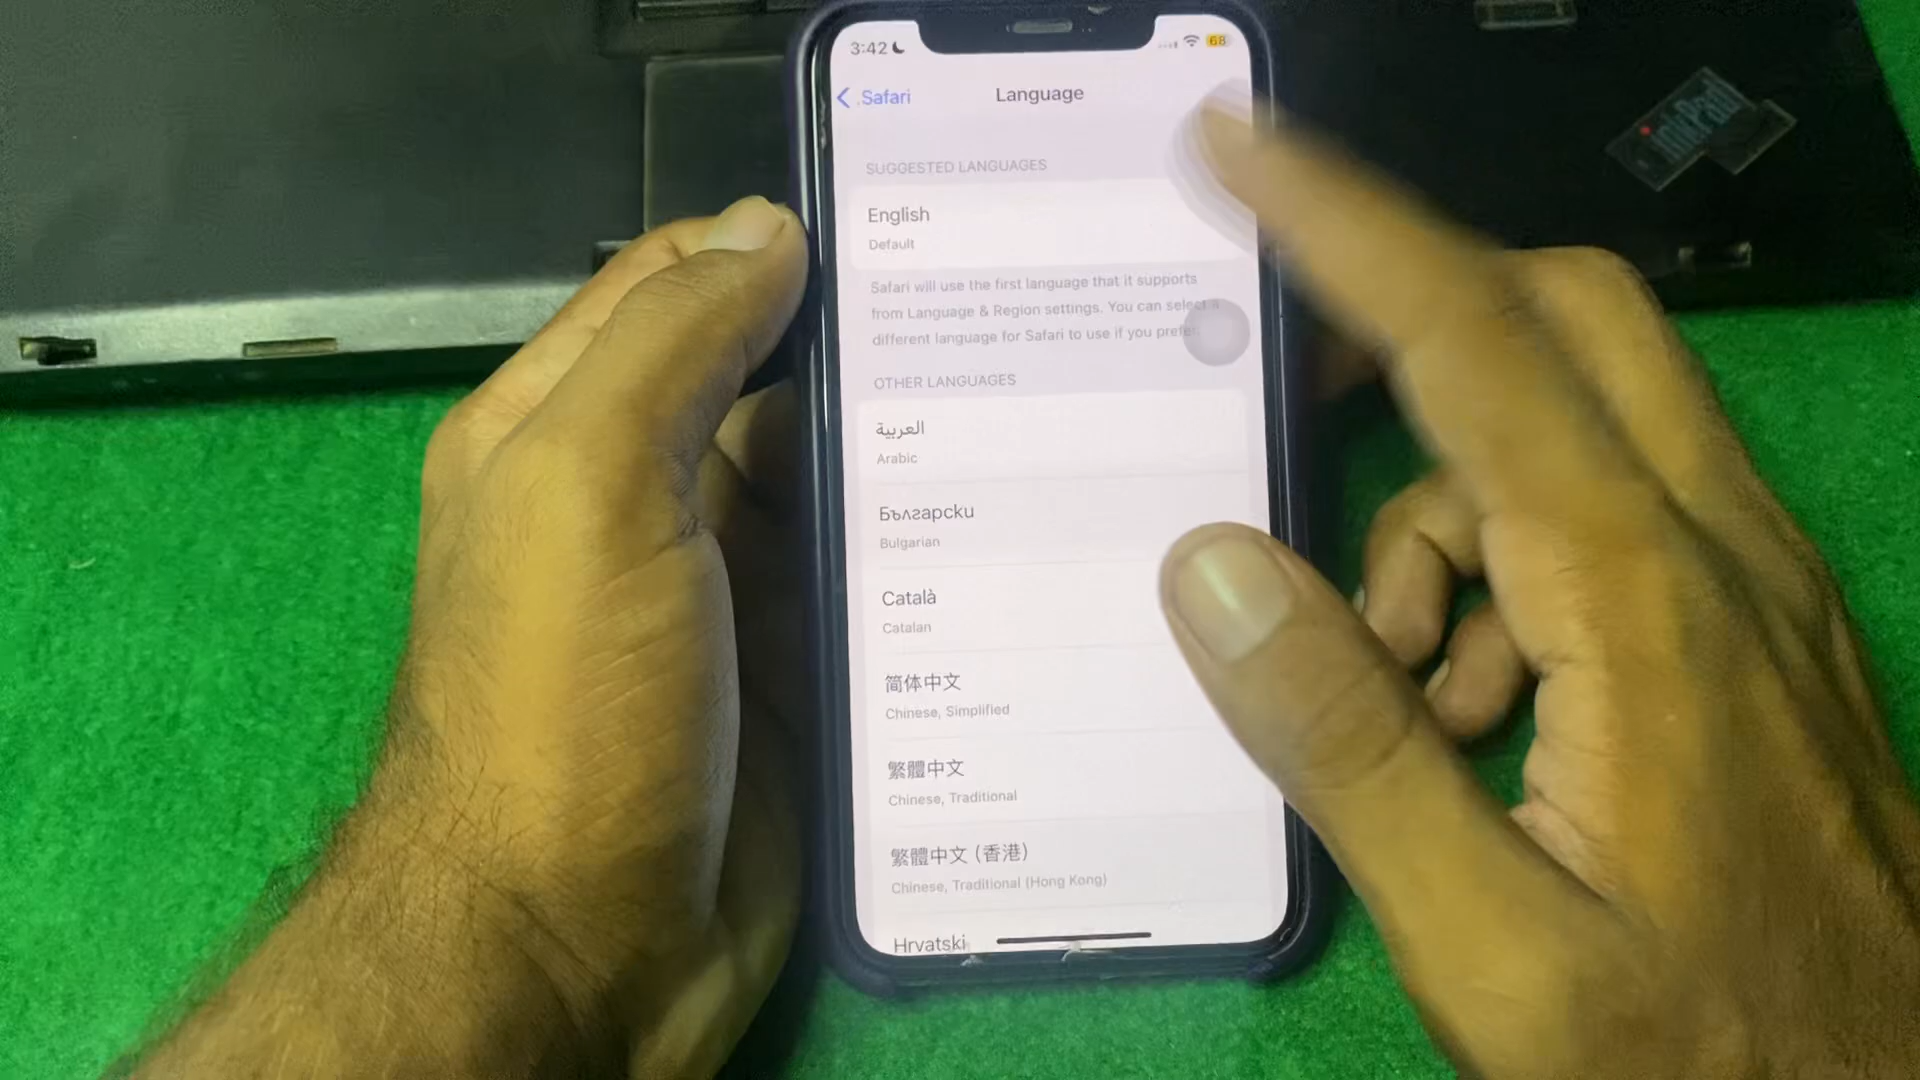 3:42
68
Safari
Language
SUGGESTED LANGUAGES
English
Default
Safari will use the first language that it supports
from Language & Region settings. You can select a
different language for Safari to use if you prefer.
OTHER LANGUAGES
العربية
Arabic
Български
Bulgarian
Català
Catalan
简体中文
Chinese, Simplified
繁體中文
Chinese, Traditional
繁體中文 (香港)
Chinese, Traditional (Hong Kong)
Hrvatski
ThinkPad